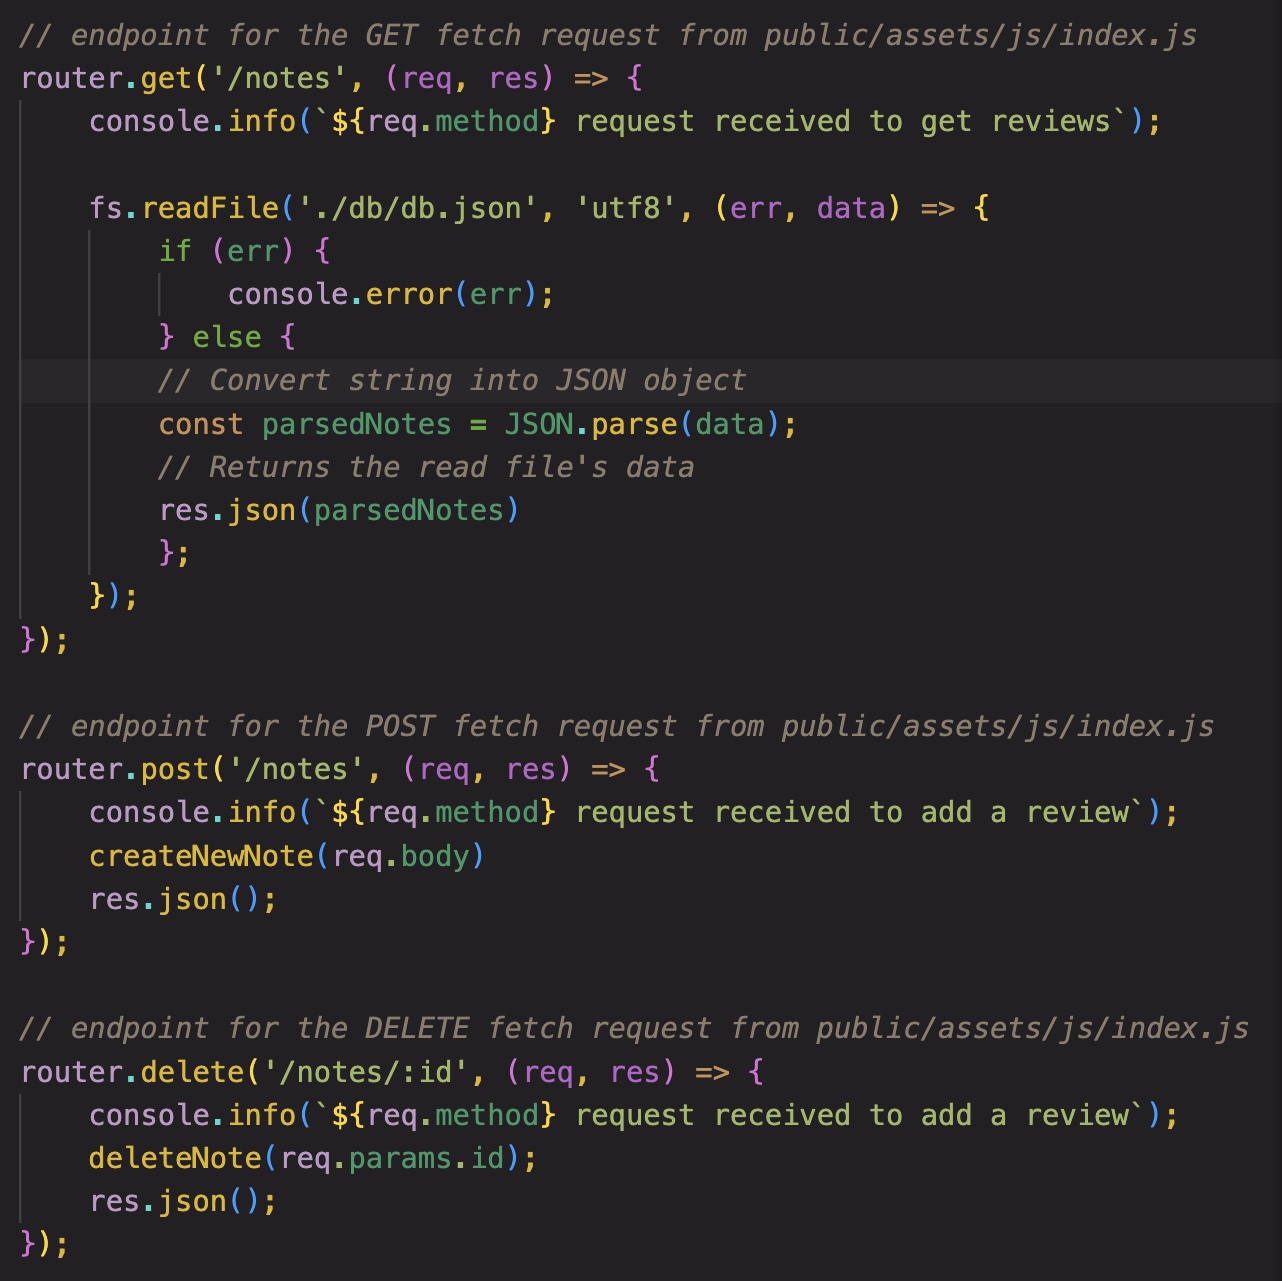 // endpoint for the GET fetch request from public/assets/js/index.js
router.get('/notes', (req, res) => {
    console.info(`${req.method} request received to get reviews`);

    fs.readFile('./db/db.json', 'utf8', (err, data) => {
        if (err) {
            console.error(err);
        } else {
        // Convert string into JSON object
        const parsedNotes = JSON.parse(data);
        // Returns the read file's data
        res.json(parsedNotes)
        };
    });
});

// endpoint for the POST fetch request from public/assets/js/index.js
router.post('/notes', (req, res) => {
    console.info(`${req.method} request received to add a review`);
    createNewNote(req.body)
    res.json();
});

// endpoint for the DELETE fetch request from public/assets/js/index.js
router.delete('/notes/:id', (req, res) => {
    console.info(`${req.method} request received to add a review`);
    deleteNote(req.params.id);
    res.json();
});